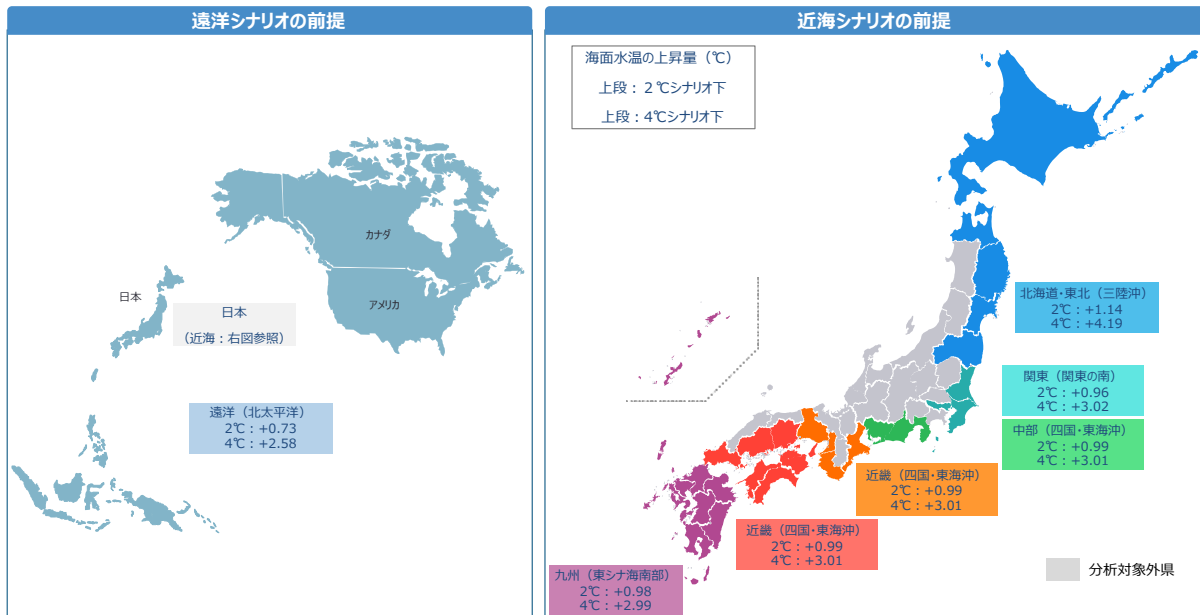 遠洋シナリオの前提
カナダ
日本
アメリカ
日本
（近海：右図参照）
遠洋（北太平洋）
2℃：+0.73
4℃：+2.58
近海シナリオの前提
海面水温の上昇量（℃）
上段：２℃シナリオ下
上段：4℃シナリオ下
北海道・東北（三陸沖）
2℃：+1.14
4℃：+4.19
関東（関東の南）
2℃：+0.96
4℃：+3.02
中部（四国・東海沖）
2℃：+0.99
4℃：+3.01
近畿（四国・東海沖）
2℃：+0.99
4℃：+3.01
近畿（四国・東海沖）
2℃：+0.99
4℃：+3.01
九州（東シナ海南部）
2℃：+0.98
4℃：+2.99
分析対象外県